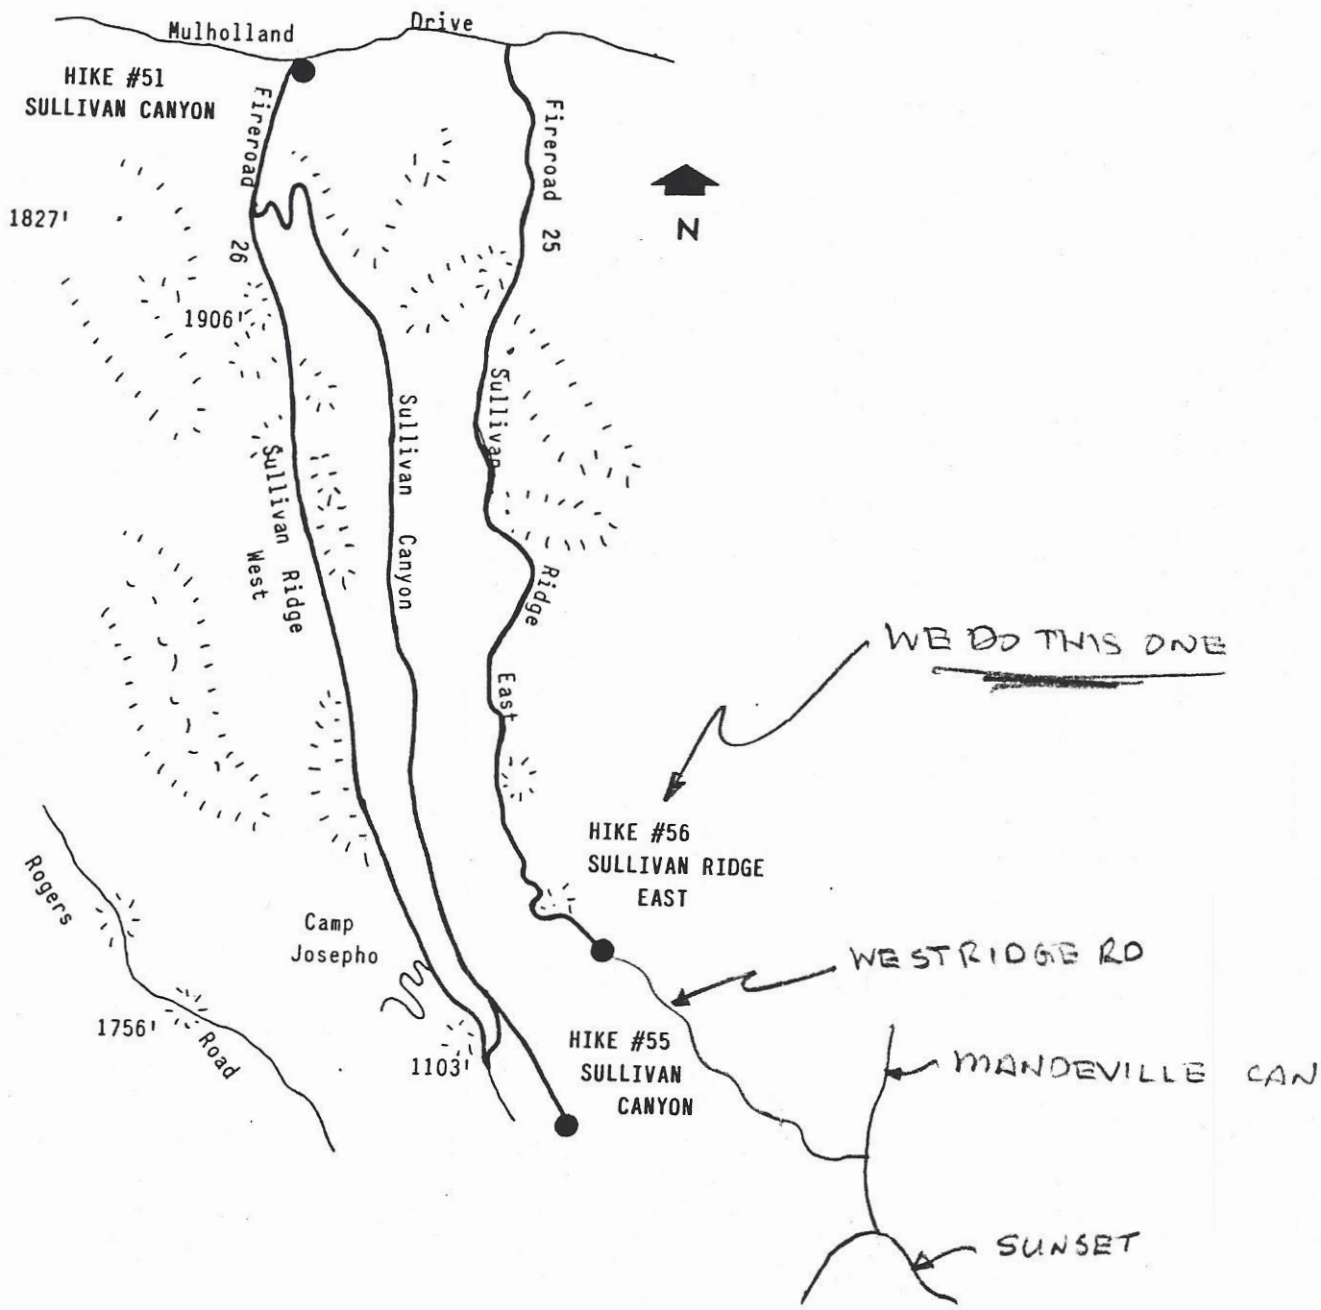 Mulholland Drive
HIKE #51
SULLIVAN CANYON
Fireroad 26
Fireroad 25
N
1827'
1906'
Sullivan Ridge
West
Sullivan Canyon
Sullivan Ridge East
WE DO THIS ONE
HIKE #56
SULLIVAN RIDGE
EAST
Rogers Road
Camp
Josepho
WESTRIDGE RD
1756'
1103'
HIKE #55
SULLIVAN
CANYON
MANDEVILLE CAN
SUNSET